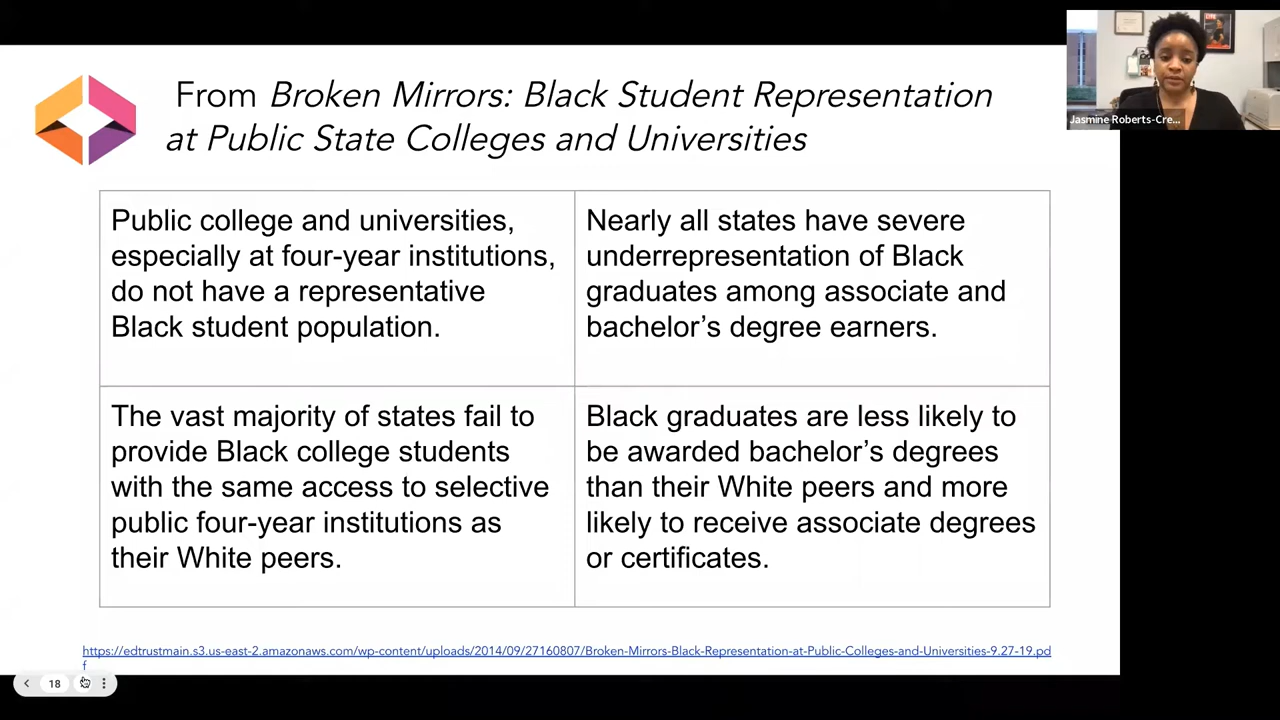 From Broken Mirrors: Black Student Representation
at Public State Colleges and Universities
Jasmine Roberts-Cre...
Public college and universities,
especially at four-year institutions,
do not have a representative
Black student population.
Nearly all states have severe
underrepresentation of Black
graduates among associate and
bachelor’s degree earners.
The vast majority of states fail to
provide Black college students
with the same access to selective
public four-year institutions as
their White peers.
Black graduates are less likely to
be awarded bachelor’s degrees
than their White peers and more
likely to receive associate degrees
or certificates.
https://edtrustmain.s3.us-east-2.amazonaws.com/wp-content/uploads/2014/09/27160807/Broken-Mirrors-Black-Representation-at-Public-Colleges-and-Universities-9.27-19.pd
f
18